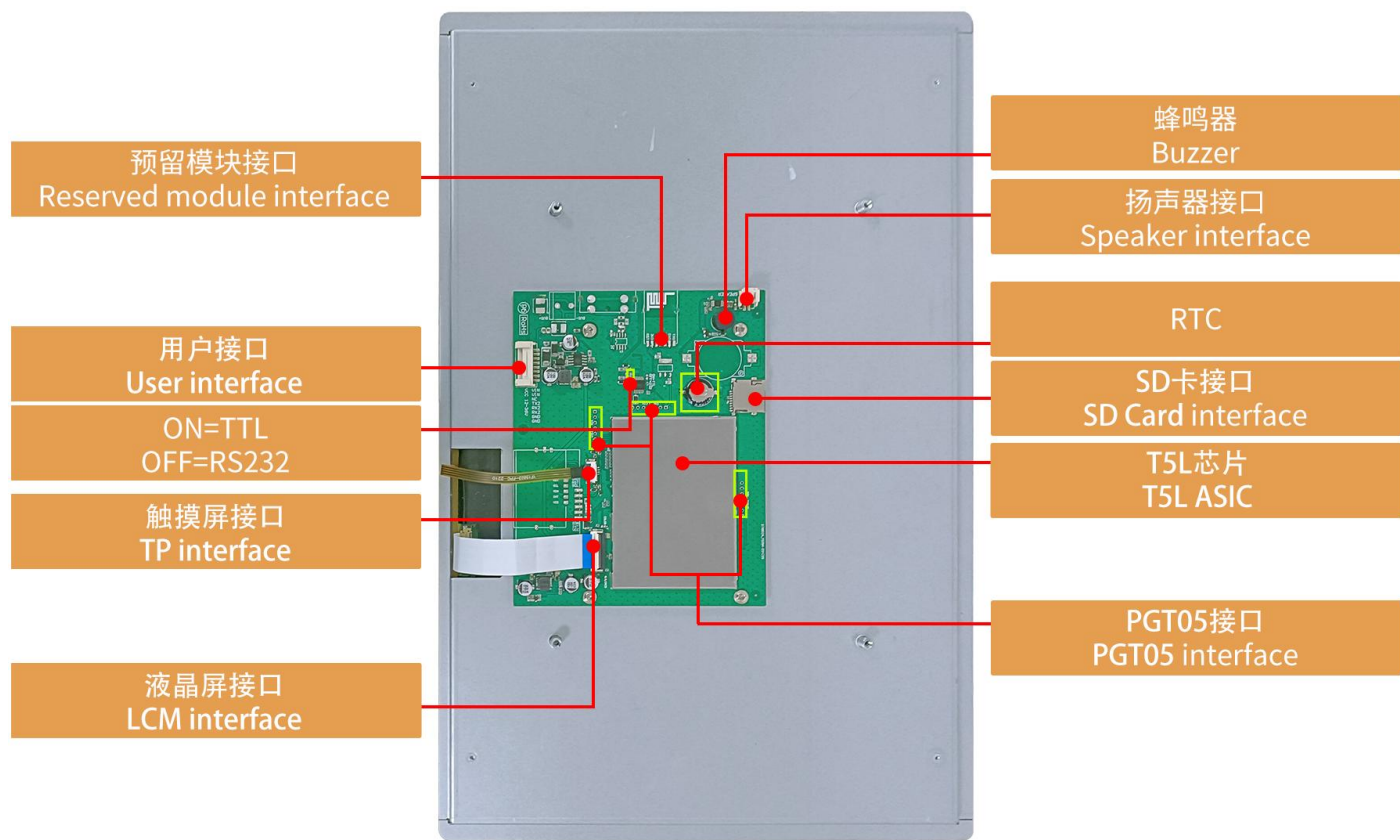 预留模块接口
Reserved module interface
用户接口
User interface
ON=TTL
OFF=RS232
触摸屏接口
TP interface
液晶屏接口
LCM interface
蜂鸣器
Buzzer
扬声器接口
Speaker interface
RTC
SD卡接口
SD Card interface
T5L芯片
T5L ASIC
PGT05接口
PGT05 interface
SPEAKER
RoHS